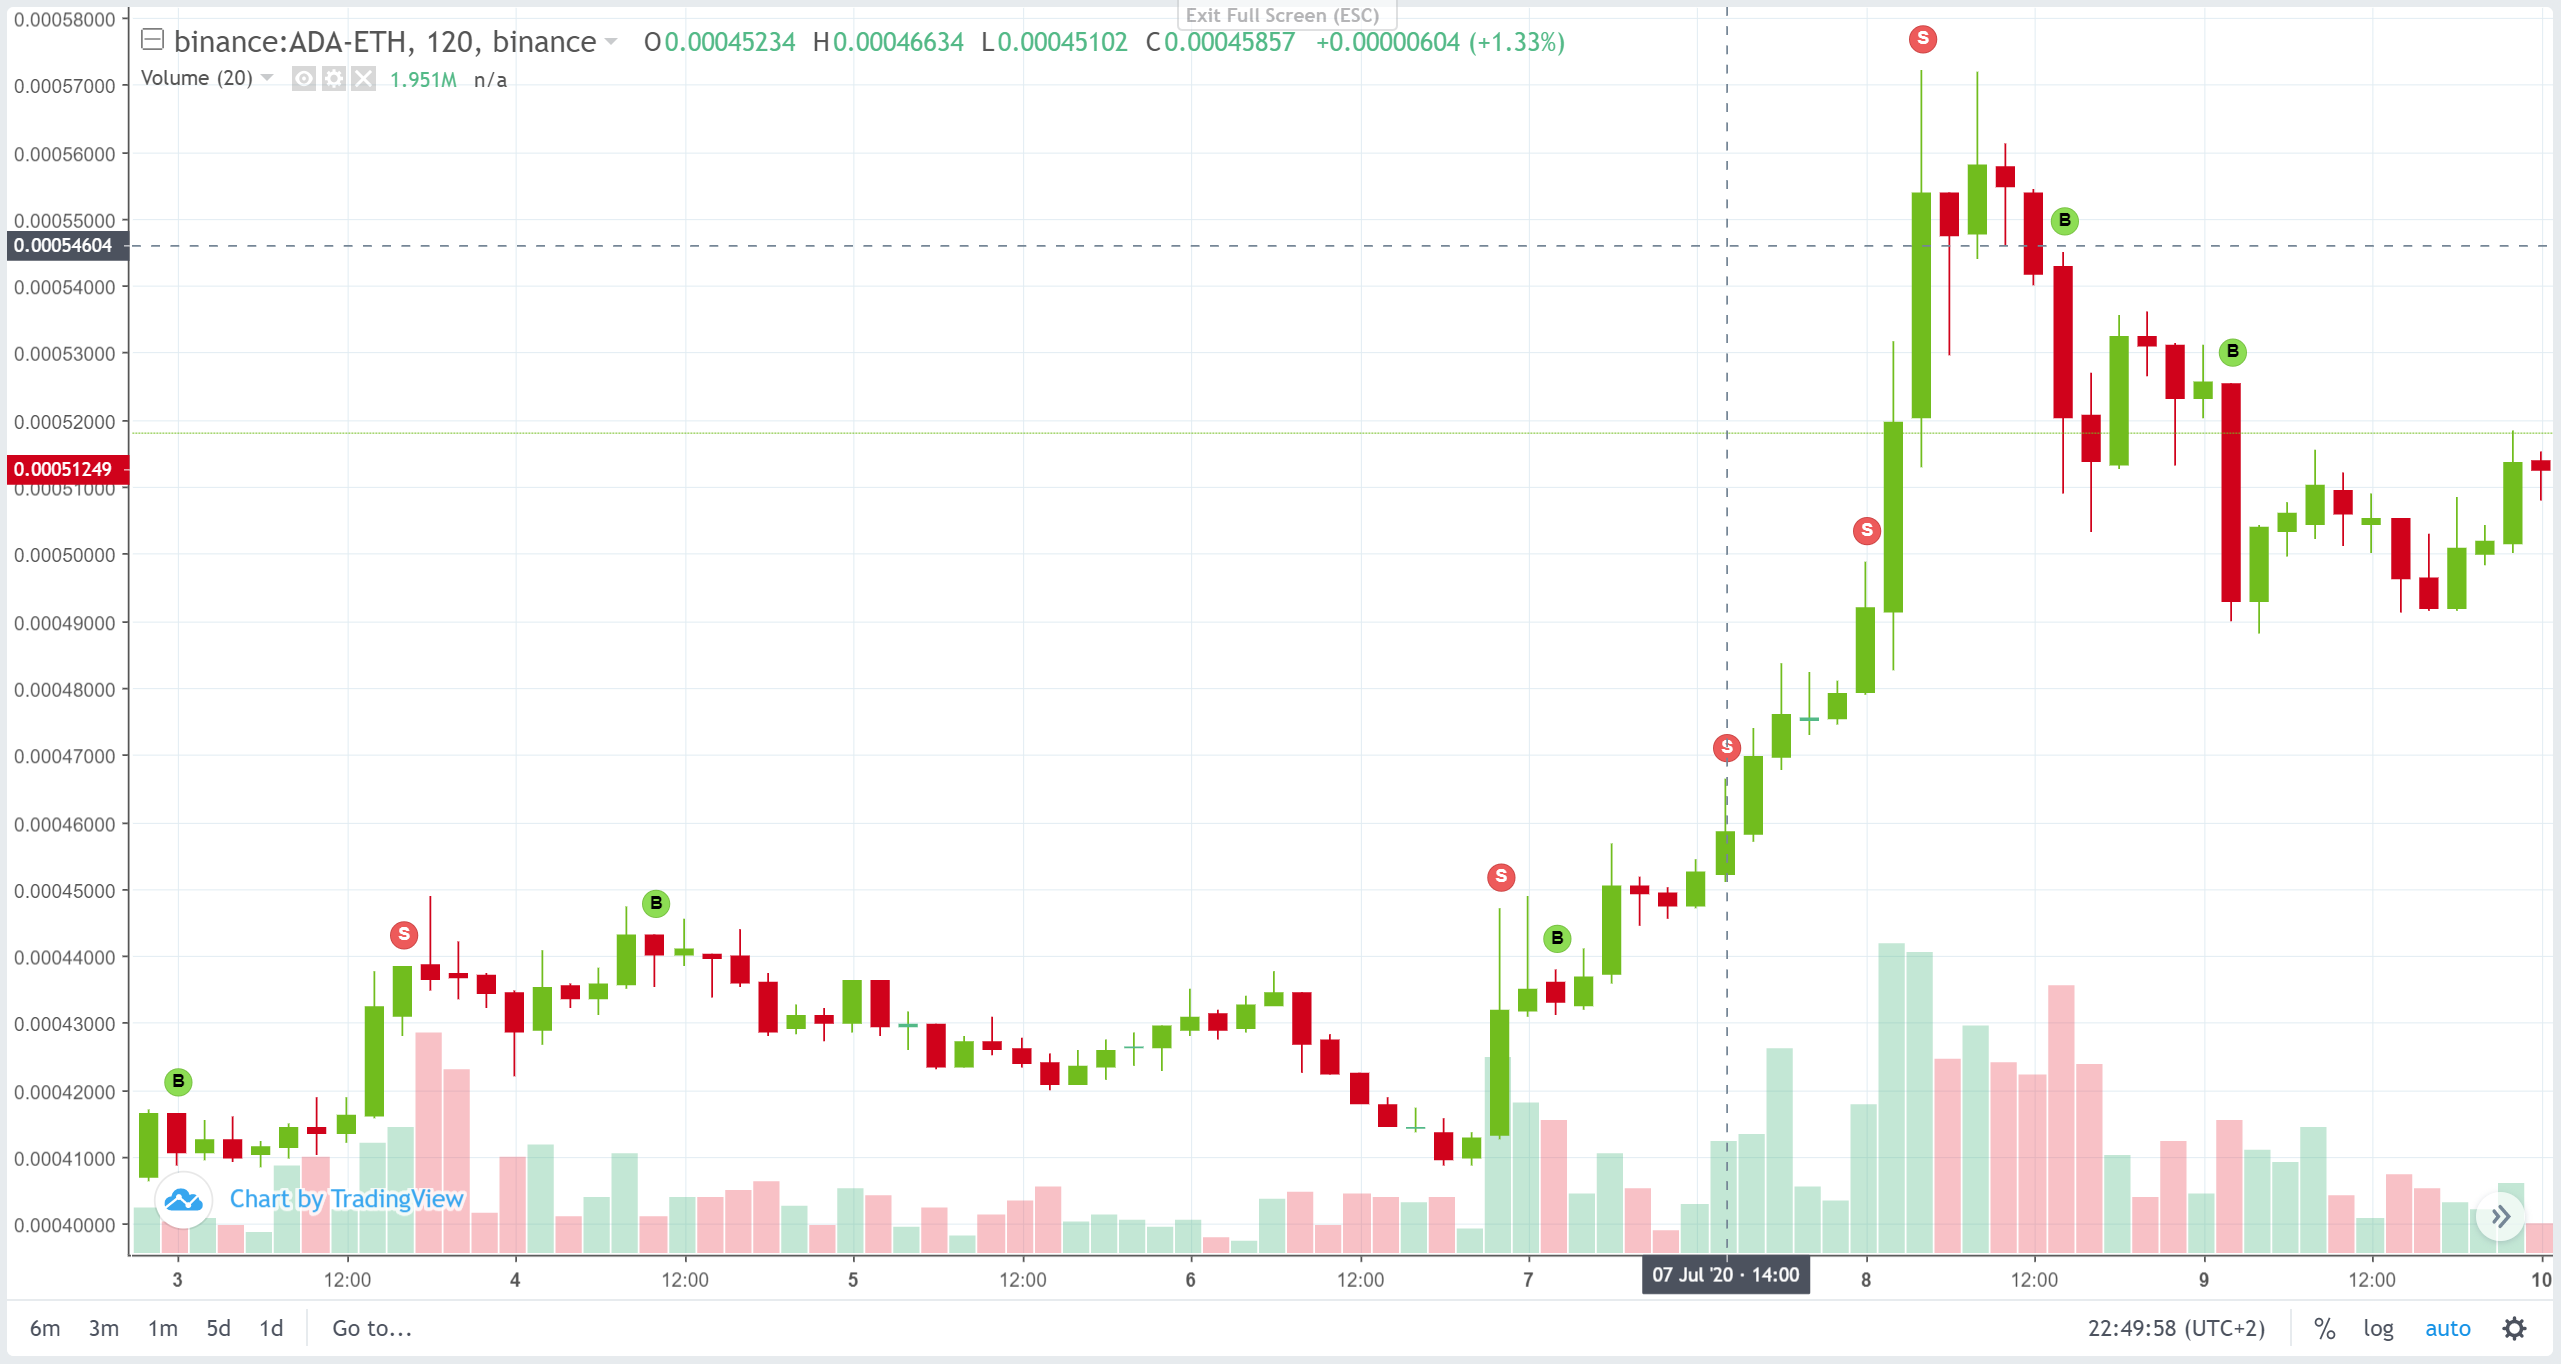 Exit Full Screen (ESC)
binance:ADA-ETH, 120, binance O0.00045234 H0.00046634 L0.00045102 C0.00045857 +0.00000604 (+1.33%)
Volume (20) 1.951M n/a
0.00058000
0.00057000
0.00056000
0.00055000
0.00054604
0.00054000
0.00053000
0.00052000
0.00051249
0.00051000
0.00050000
0.00049000
0.00048000
0.00047000
0.00046000
0.00045000
0.00044000
0.00043000
0.00042000
0.00041000
0.00040000
S
B
B
S
S
S
B
B
S
S
B
B
Chart by TradingView
3 12:00 4 12:00 5 12:00 6 12:00 7 07 Jul '20 · 14:00 8 12:00 9 12:00 10
6m 3m 1m 5d 1d Go to... 22:49:58 (UTC+2) % log auto